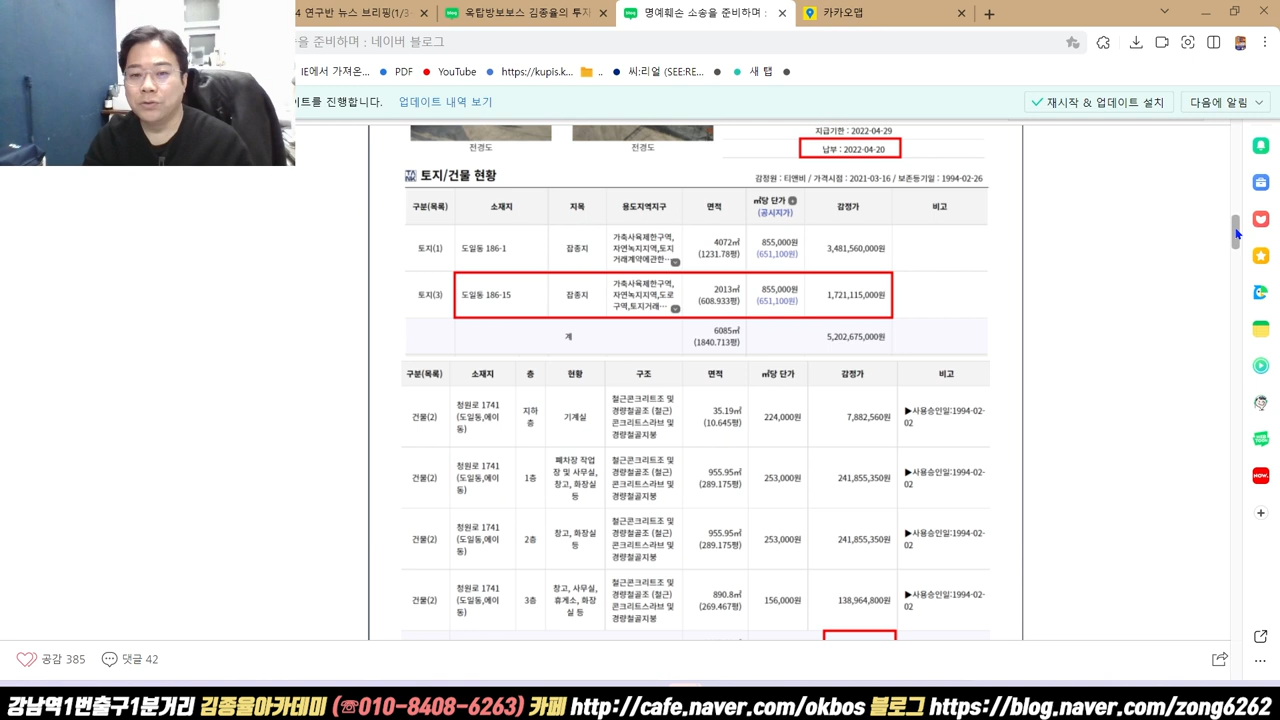 4 연구반 뉴스 브리핑(1/3
옥탑방보보스 김종율의 투자
명예훼손 소송을 준비하며 :
카카오맵
을 준비하며 : 네이버 블로그
IE에서 가져온...
PDF
YouTube
https://kupis.k...
..
씨:리얼 (SEE:RE...
새 탭
이트를 진행합니다.
업데이트 내역 보기
재시작 & 업데이트 설치
다음에 알림
전경도
전경도
지급기한 : 2022-04-29
납부 : 2022-04-20
토지/건물 현황
감정원 : 티앤비 / 가격시점 : 2021-03-16 / 보존등기일 : 1994-02-26
구분(목록) 소재지 지목 용도지역지구 면적 ㎡당 단가 (공시지가) 감정가 비고
토지(1) 도일동 186-1 잡종지 가축사육제한구역, 자연녹지지역,토지 거래계약에관한… 4072㎡ (1231.78평) 855,000원 (651,100원) 3,481,560,000원
토지(3) 도일동 186-15 잡종지 가축사육제한구역, 자연녹지지역,도로 구역,토지거래… 2013㎡ (608.933평) 855,000원 (651,100원) 1,721,115,000원
계 6085㎡ (1840.713평) 5,202,675,000원
구분(목록) 소재지 층 현황 구조 면적 ㎡당 단가 감정가 비고
건물(2) 청원로 1741 (도일동,에이 동) 지하 층 기계실 철근콘크리트조 및 경량철골조 (철근) 콘크리트스라브 및 경량철골지붕 35.19㎡ (10.645평) 224,000원 7,882,560원 ▶사용승인일:1994-02-02
건물(2) 청원로 1741 (도일동,에이 동) 1층 폐차장 작업 장 및 사무실, 창고, 화장실 등 철근콘크리트조 및 경량철골조 (철근) 콘크리트스라브 및 경량철골지붕 955.95㎡ (289.175평) 253,000원 241,855,350원 ▶사용승인일:1994-02-02
건물(2) 청원로 1741 (도일동,에이 동) 2층 창고, 화장실 등 철근콘크리트조 및 경량철골조 (철근) 콘크리트스라브 및 경량철골지붕 955.95㎡ (289.175평) 253,000원 241,855,350원 ▶사용승인일:1994-02-02
건물(2) 청원로 1741 (도일동,에이 동) 3층 창고, 사무실, 휴게소, 화장 실 등 철근콘크리트조 및 경량철골조 (철근) 콘크리트스라브 및 경량철골지붕 890.8㎡ (269.467평) 156,000원 138,964,800원 ▶사용승인일:1994-02-02
NOW.
공감 385
댓글 42
강남역1번출구1분거리 김종율아카데미 (☏010-8408-6263) 카페 http://cafe.naver.com/okbos 블로그 https://blog.naver.com/zong6262